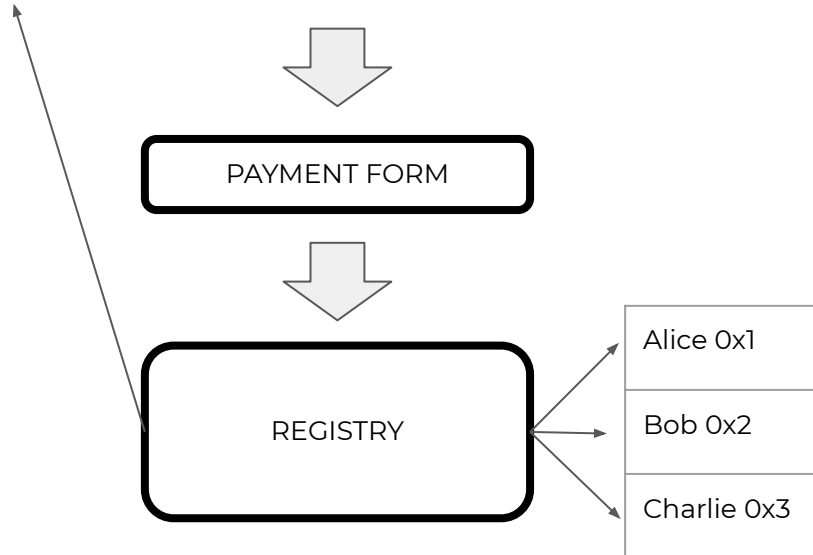 PAYMENT FORM
REGISTRY
Alice 0x1
Bob 0x2
Charlie 0x3